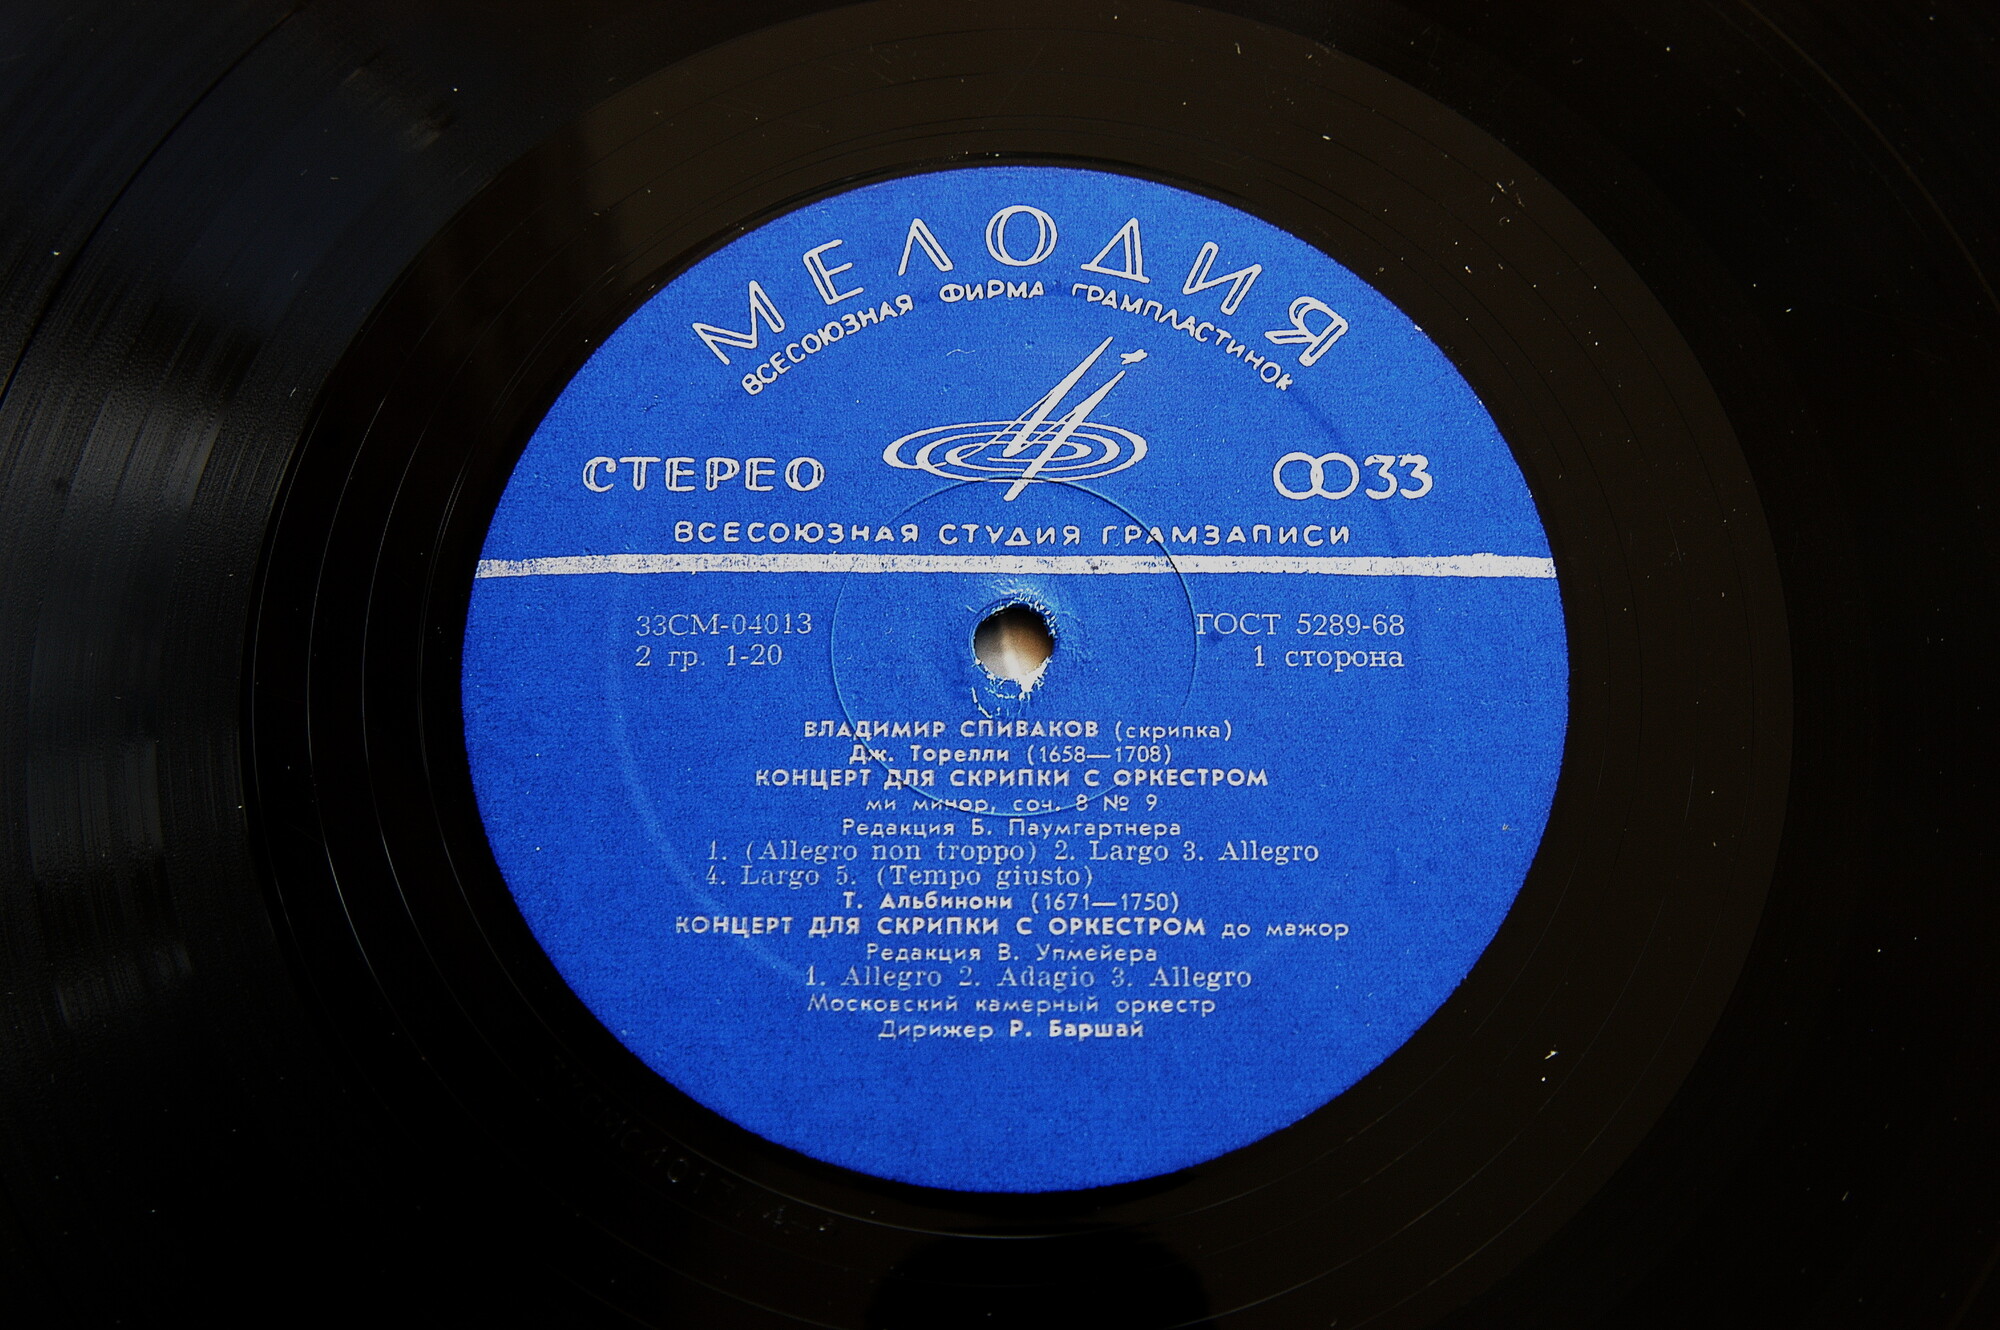 МЕЛОДИЯ
ВСЕСОЮЗНАЯ ФИРМА ГРАМПЛАСТИНОК
СТЕРЕО
33
ВСЕСОЮЗНАЯ СТУДИЯ ГРАМЗАПИСИ
33СМ-04013
ГОСТ 5289-68
2 гр. 1-20
1 сторона
ВЛАДИМИР СПИВАКОВ (скрипка)
Дж. Торелли (1658—1708)
КОНЦЕРТ ДЛЯ СКРИПКИ С ОРКЕСТРОМ
ми минор, соч. 8 № 9
Редакция Б. Паумгартнера
1. (Allegro non troppo) 2. Largo 3. Allegro
4. Largo 5. (Tempo giusto)
Т. Альбинони (1671—1750)
КОНЦЕРТ ДЛЯ СКРИПКИ С ОРКЕСТРОМ до мажор
Редакция В. Упмейера
1. Allegro 2. Adagio 3. Allegro
Московский камерный оркестр
Дирижер Р. Баршай